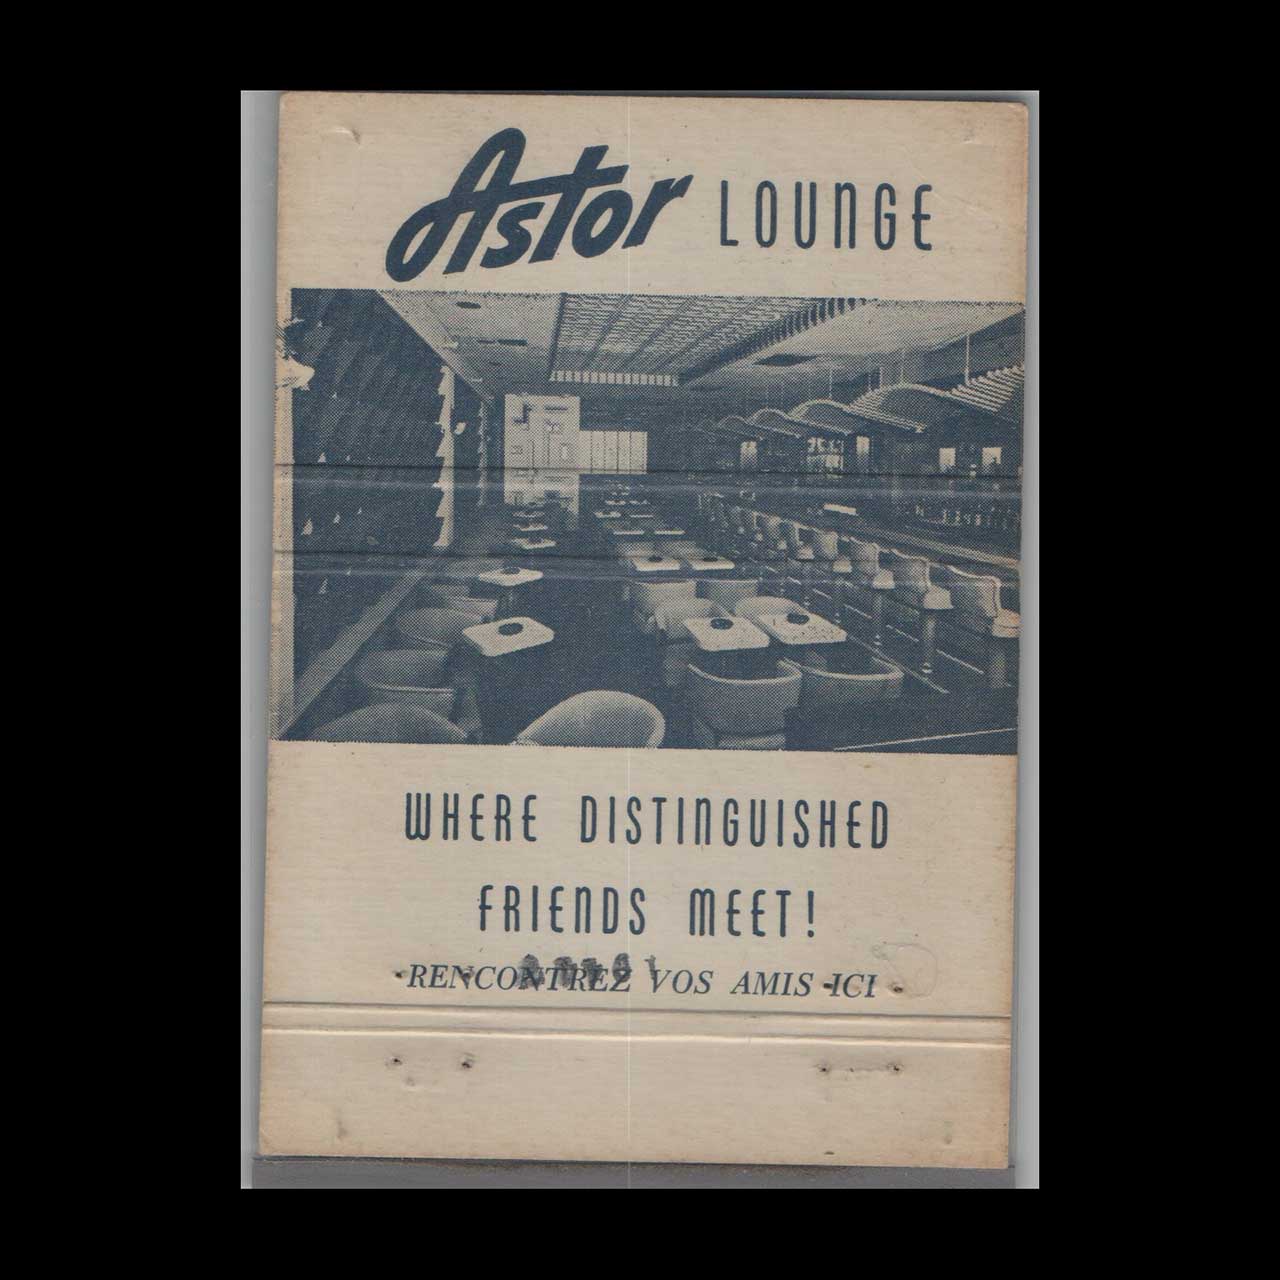 Astor LOUNGE
WHERE DISTINGUISHED
FRIENDS MEET!
RENCONTREZ VOS AMIS ICI